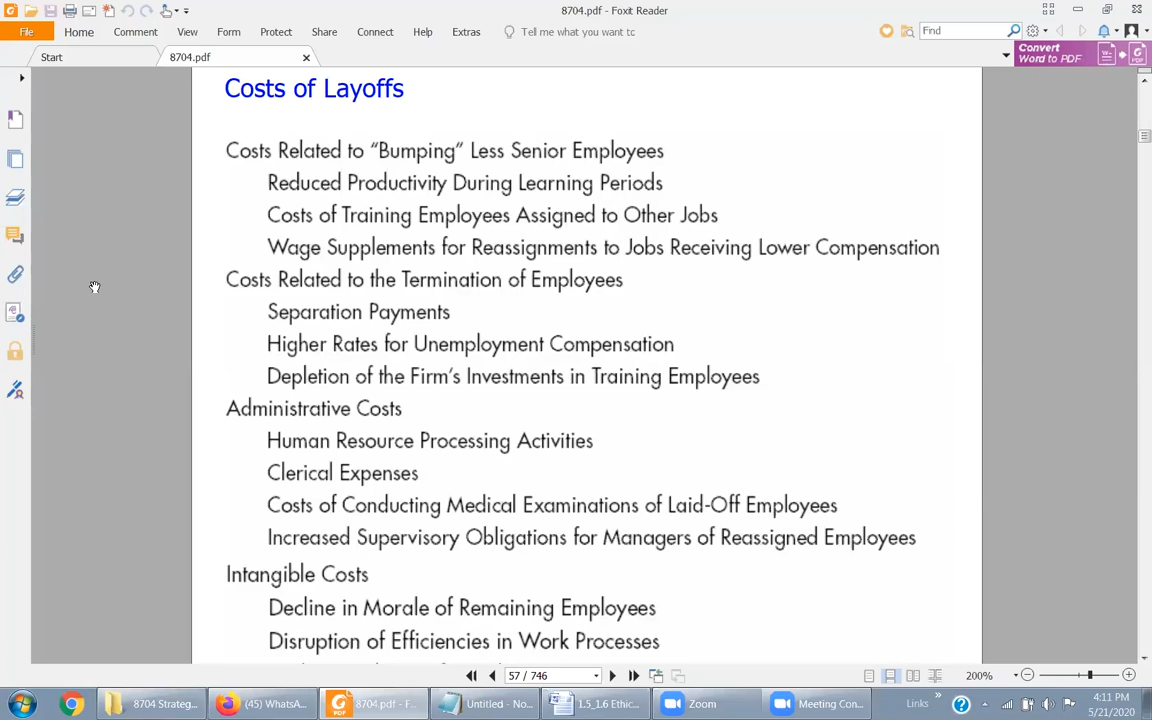 8704.pdf - Foxit Reader
File Home Comment View Form Protect Share Connect Help Extras Tell me what you want tc Find
Start 8704.pdf
Convert
Word to PDF
Costs of Layoffs
Costs Related to “Bumping” Less Senior Employees
Reduced Productivity During Learning Periods
Costs of Training Employees Assigned to Other Jobs
Wage Supplements for Reassignments to Jobs Receiving Lower Compensation
Costs Related to the Termination of Employees
Separation Payments
Higher Rates for Unemployment Compensation
Depletion of the Firm's Investments in Training Employees
Administrative Costs
Human Resource Processing Activities
Clerical Expenses
Costs of Conducting Medical Examinations of Laid-Off Employees
Increased Supervisory Obligations for Managers of Reassigned Employees
Intangible Costs
Decline in Morale of Remaining Employees
Disruption of Efficiencies in Work Processes
57 / 746 200%
8704 Strateg... (45) WhatsA... 8704.pdf - F... Untitled - No... 1.5_1.6 Ethic... Zoom Meeting Con... Links » 4:11 PM
5/21/2020